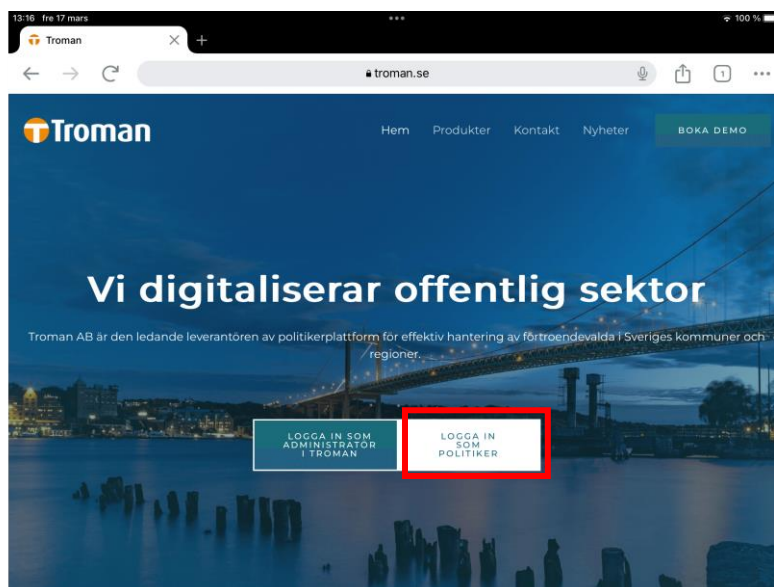 13:16 fre 17 mars
100 %
Troman
troman.se
1
Troman
Hem Produkter Kontakt Nyheter BOKA DEMO
Vi digitaliserar offentlig sektor
Troman AB är den ledande leverantören av politikerplattform för effektiv hantering av förtroendevalda i Sveriges kommuner och
regioner.
LOGGA IN SOM
ADMINISTRATÖR
I TROMAN
LOGGA IN
SOM
POLITIKER